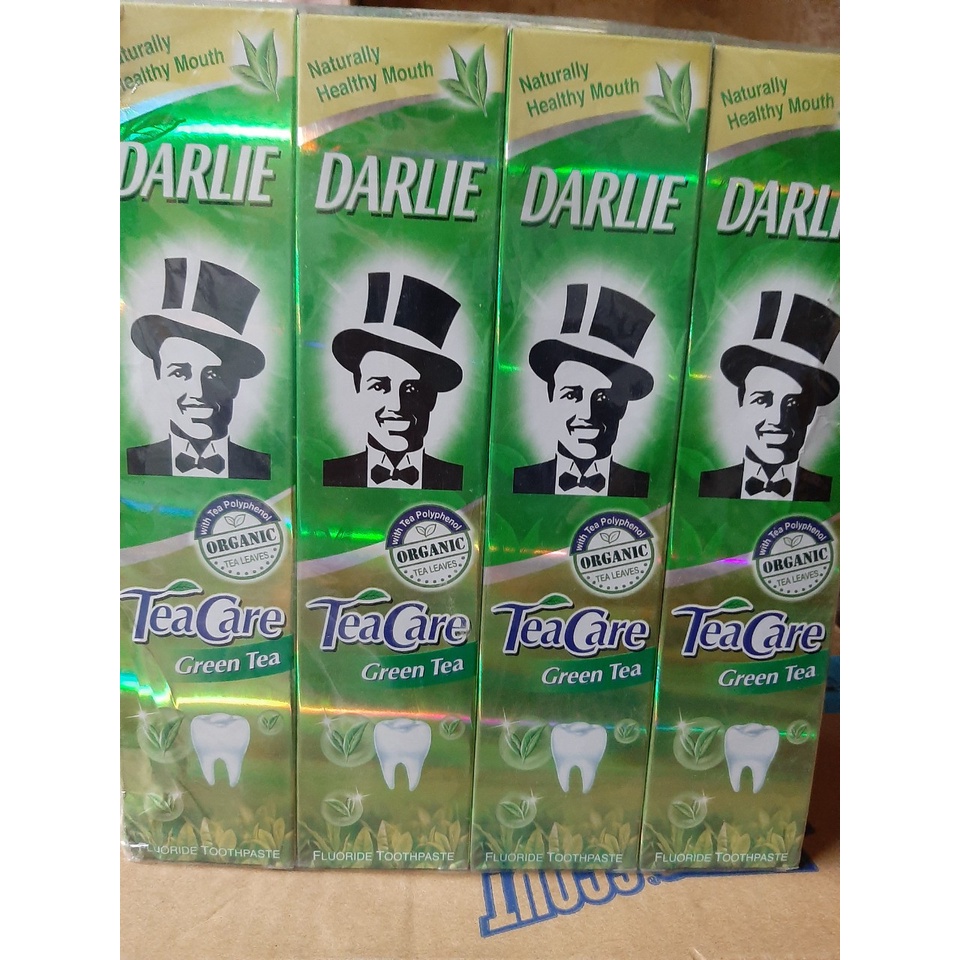 Naturally
Healthy Mouth
DARLIE
with Tea Polyphenol
ORGANIC
TEA LEAVES
TeaCare
Green Tea
FLUORIDE TOOTHPASTE
Naturally
Healthy Mouth
DARLIE
with Tea Polyphenol
ORGANIC
TEA LEAVES
TeaCare
Green Tea
FLUORIDE TOOTHPASTE
Naturally
Healthy Mouth
DARLIE
with Tea Polyphenol
ORGANIC
TEA LEAVES
TeaCare
Green Tea
FLUORIDE TOOTHPASTE
Naturally
Healthy Mouth
DARLI
with Tea Polyphenol
ORGANIC
TEA LEAVES
TeaCare
Green Tea
FLUORIDE TOOTHPASTE